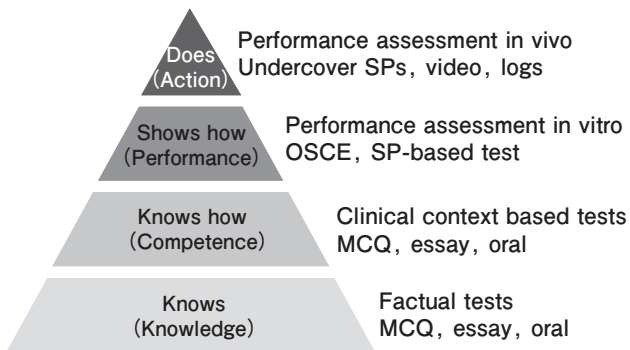 Does
(Action)
Performance assessment in vivo
Undercover SPs, video, logs
Shows how
(Performance)
Performance assessment in vitro
OSCE, SP-based test
Knows how
(Competence)
Clinical context based tests
MCQ, essay, oral
Knows
(Knowledge)
Factual tests
MCQ, essay, oral